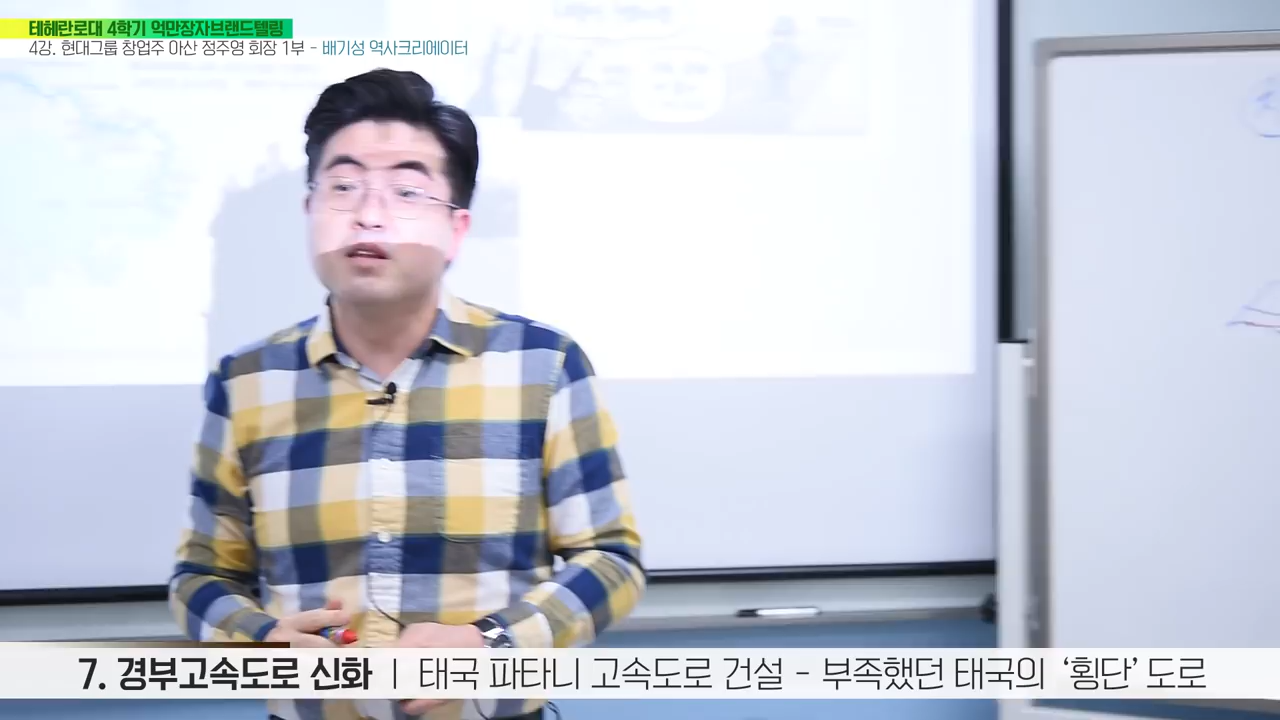 테헤란로대 4학기 억만장자브랜드텔링
4강. 현대그룹 창업주 아산 정주영 회장 1부 - 배기성 역사크리에이터
7. 경부고속도로 신화 | 태국 파타니 고속도로 건설 - 부족했던 태국의 ‘횡단’ 도로